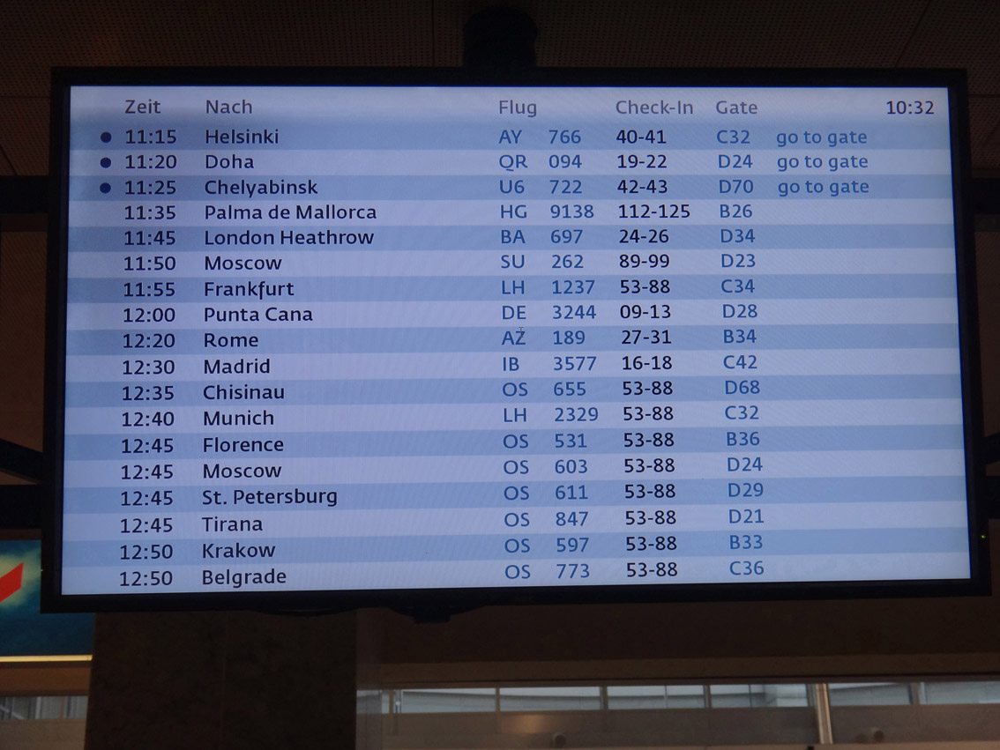 Zeit Nach Flug Check-In Gate 10:32
11:15 Helsinki AY 766 40-41 C32 go to gate
11:20 Doha QR 094 19-22 D24 go to gate
11:25 Chelyabinsk U6 722 42-43 D70 go to gate
11:35 Palma de Mallorca HG 9138 112-125 B26
11:45 London Heathrow BA 697 24-26 D34
11:50 Moscow SU 262 89-99 D23
11:55 Frankfurt LH 1237 53-88 C34
12:00 Punta Cana DE 3244 09-13 D28
12:20 Rome AZ 189 27-31 B34
12:30 Madrid IB 3577 16-18 C42
12:35 Chisinau OS 655 53-88 D68
12:40 Munich LH 2329 53-88 C32
12:45 Florence OS 531 53-88 B36
12:45 Moscow OS 603 53-88 D24
12:45 St. Petersburg OS 611 53-88 D29
12:45 Tirana OS 847 53-88 D21
12:50 Krakow OS 597 53-88 B33
12:50 Belgrade OS 773 53-88 C36